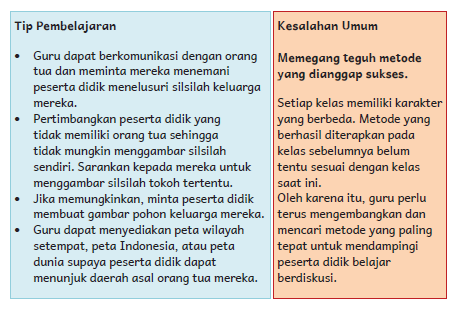 Tip Pembelajaran
• Guru dapat berkomunikasi dengan orang
tua dan meminta mereka menemani
peserta didik menelusuri silsilah keluarga
mereka.
• Pertimbangkan peserta didik yang
tidak memiliki orang tua sehingga
tidak mungkin menggambar silsilah
sendiri. Sarankan kepada mereka untuk
menggambar silsilah tokoh tertentu.
• Jika memungkinkan, minta peserta didik
membuat gambar pohon keluarga mereka.
• Guru dapat menyediakan peta wilayah
setempat, peta Indonesia, atau peta
dunia supaya peserta didik dapat
menunjuk daerah asal orang tua mereka.
Kesalahan Umum
Memegang teguh metode
yang dianggap sukses.
Setiap kelas memiliki karakter
yang berbeda. Metode yang
berhasil diterapkan pada
kelas sebelumnya belum
tentu sesuai dengan kelas
saat ini.
Oleh karena itu, guru perlu
terus mengembangkan dan
mencari metode yang paling
tepat untuk mendampingi
peserta didik belajar
berdiskusi.